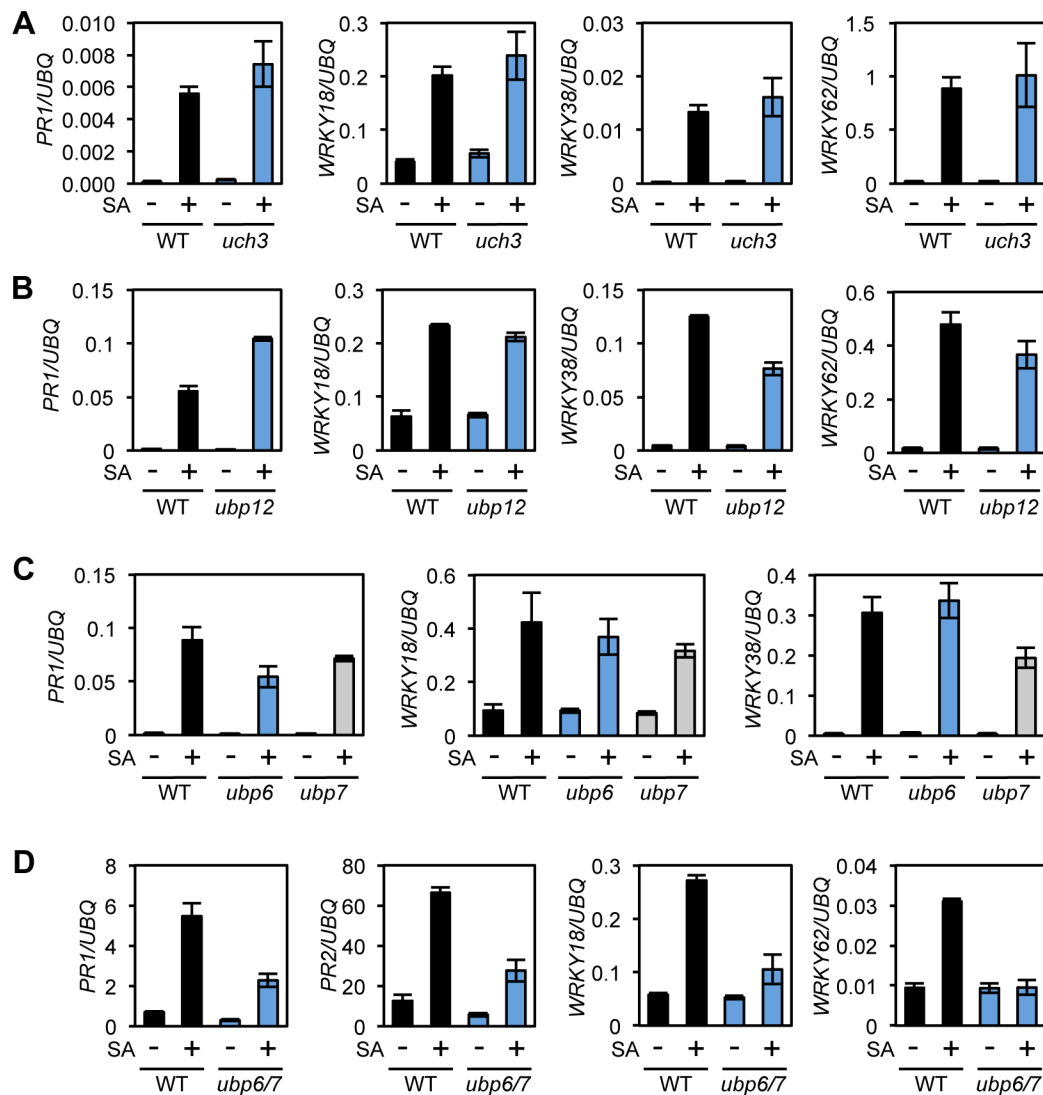 A
PR1/UBQ
0.010
0.008
0.006
0.004
0.002
0.000
SA - + - +
WT uch3
WRKY18/UBQ
0.3
0.2
0.1
0
- + - +
WT uch3
WRKY38/UBQ
0.03
0.02
0.01
0
- + - +
WT uch3
WRKY62/UBQ
1.5
1
0.5
0
- + - +
WT uch3
B
PR1/UBQ
0.15
0.1
0.05
0
SA - + - +
WT ubp12
WRKY18/UBQ
0.3
0.2
0.1
0
SA - + - +
WT ubp12
WRKY38/UBQ
0.15
0.1
0.05
0
SA - + - +
WT ubp12
WRKY62/UBQ
0.6
0.4
0.2
0
SA - + - +
WT ubp12
C
PR1/UBQ
0.15
0.1
0.05
0
SA - + - + - +
WT ubp6 ubp7
WRKY18/UBQ
0.6
0.4
0.2
0
SA - + - + - +
WT ubp6 ubp7
WRKY38/UBQ
0.4
0.3
0.2
0.1
0
SA - + - + - +
WT ubp6 ubp7
D
PR1/UBQ
8
6
4
2
0
SA - + - +
WT ubp6/7
PR2/UBQ
80
60
40
20
0
SA - + - +
WT ubp6/7
WRKY18/UBQ
0.3
0.2
0.1
0
SA - + - +
WT ubp6/7
WRKY62/UBQ
0.04
0.03
0.02
0.01
0
SA - + - +
WT ubp6/7